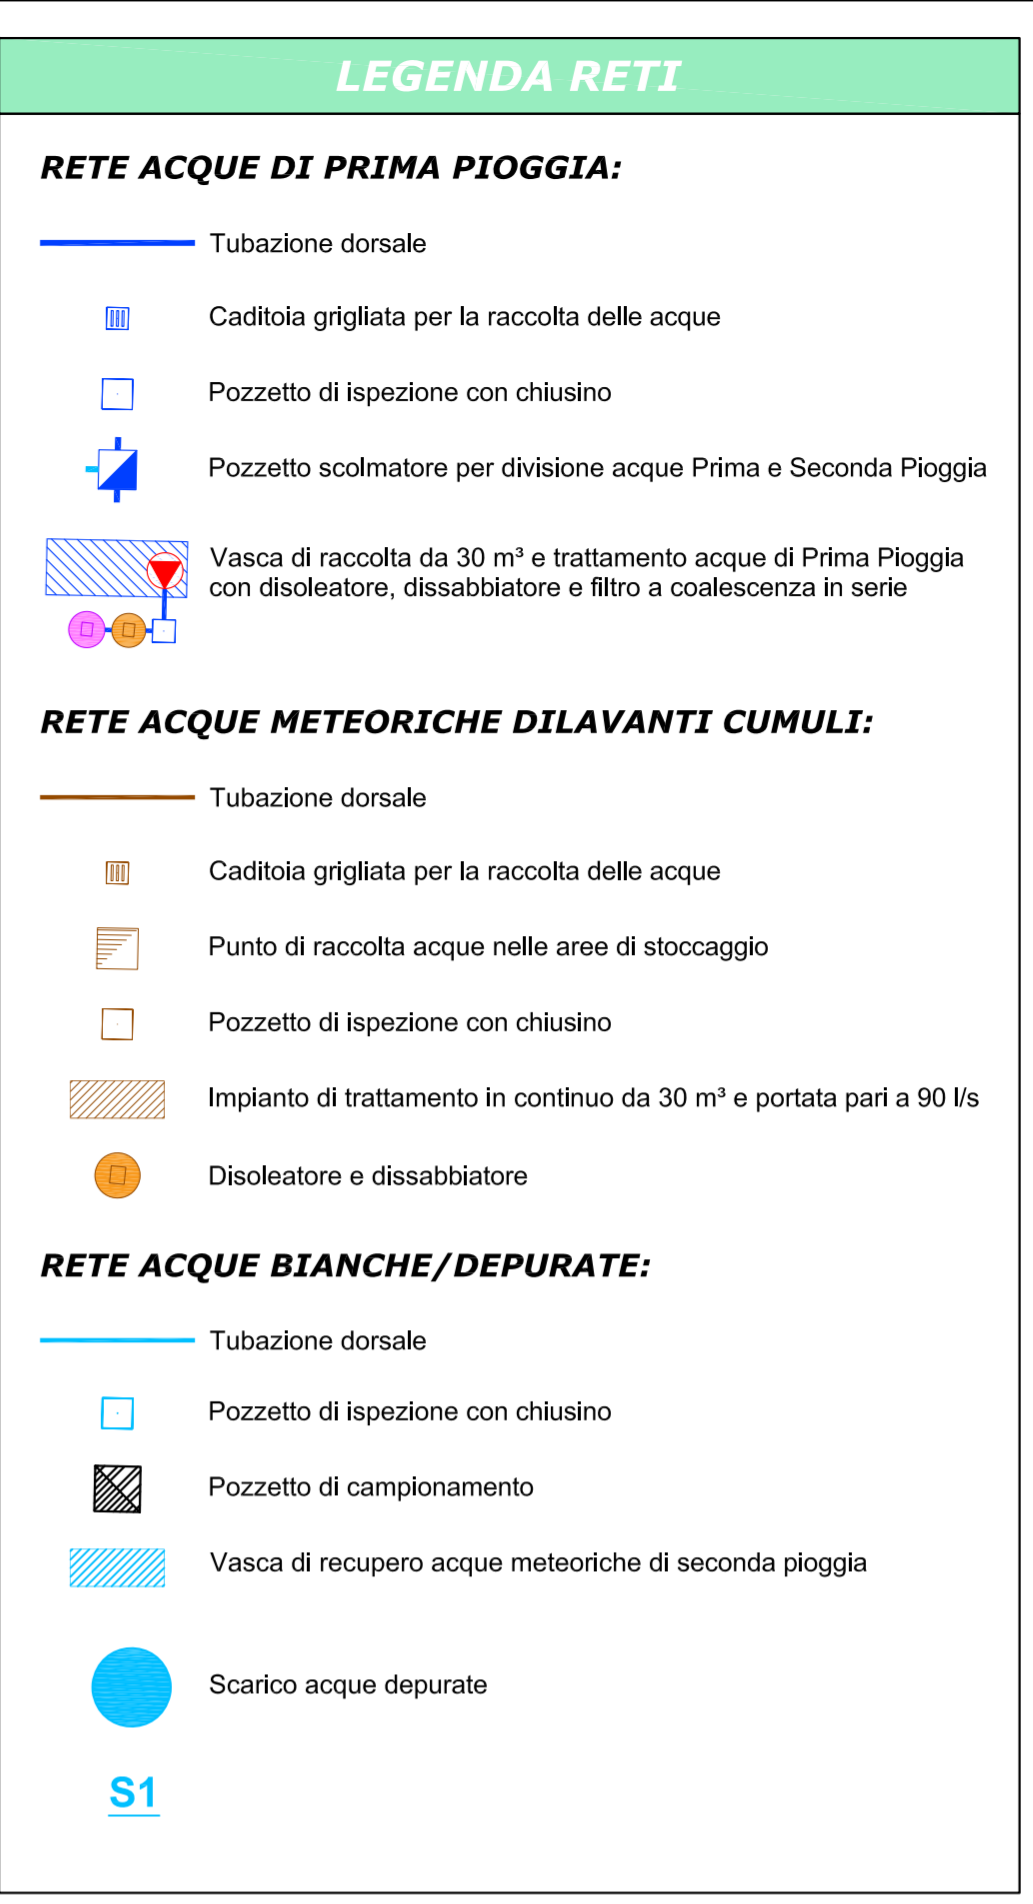 LEGENDA RETI
RETE ACQUE DI PRIMA PIOGGIA:
Tubazione dorsale
Caditoia grigliata per la raccolta delle acque
Pozzetto di ispezione con chiusino
Pozzetto scolmatore per divisione acque Prima e Seconda Pioggia
Vasca di raccolta da 30 m³ e trattamento acque di Prima Pioggia
con disoleatore, dissabbiatore e filtro a coalescenza in serie
RETE ACQUE METEORICHE DILAVANTI CUMULI:
Tubazione dorsale
Caditoia grigliata per la raccolta delle acque
Punto di raccolta acque nelle aree di stoccaggio
Pozzetto di ispezione con chiusino
Impianto di trattamento in continuo da 30 m³ e portata pari a 90 l/s
Disoleatore e dissabbiatore
RETE ACQUE BIANCHE/DEPURATE:
Tubazione dorsale
Pozzetto di ispezione con chiusino
Pozzetto di campionamento
Vasca di recupero acque meteoriche di seconda pioggia
Scarico acque depurate
S1